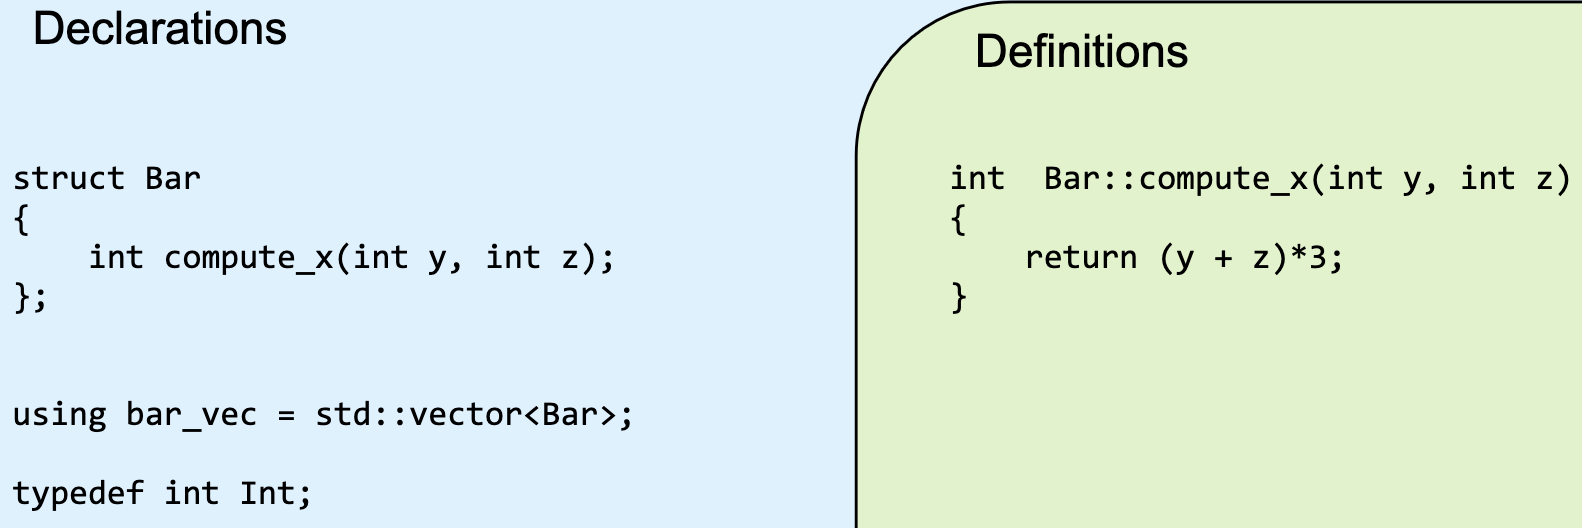 Declarations
struct Bar
{
    int compute_x(int y, int z);
};
using bar_vec = std::vector<Bar>;
typedef int Int;
Definitions
int  Bar::compute_x(int y, int z)
{
    return (y + z)*3;
}